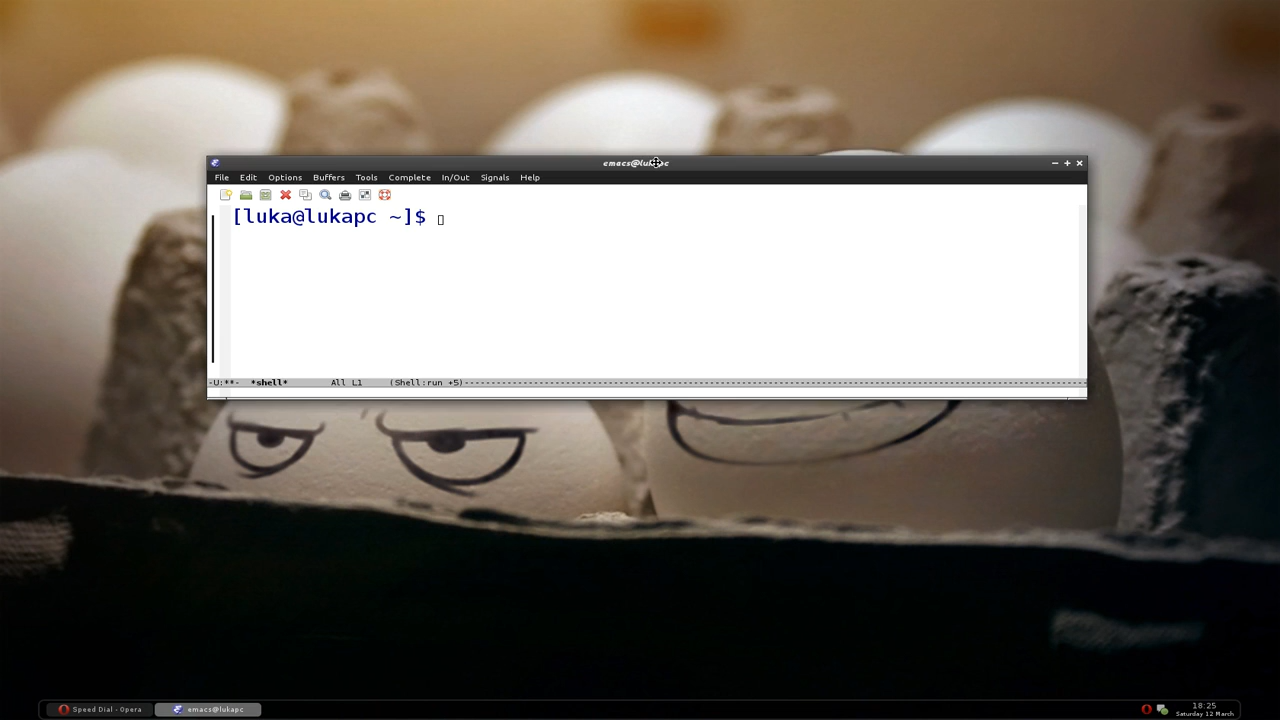 emacs@lukapc
File Edit Options Buffers Tools Complete In/Out Signals Help
[luka@lukapc ~]$
-U:**- *shell* All L1 (Shell:run +5)
Speed Dial - Opera emacs@lukapc
18:25
Saturday 12 March